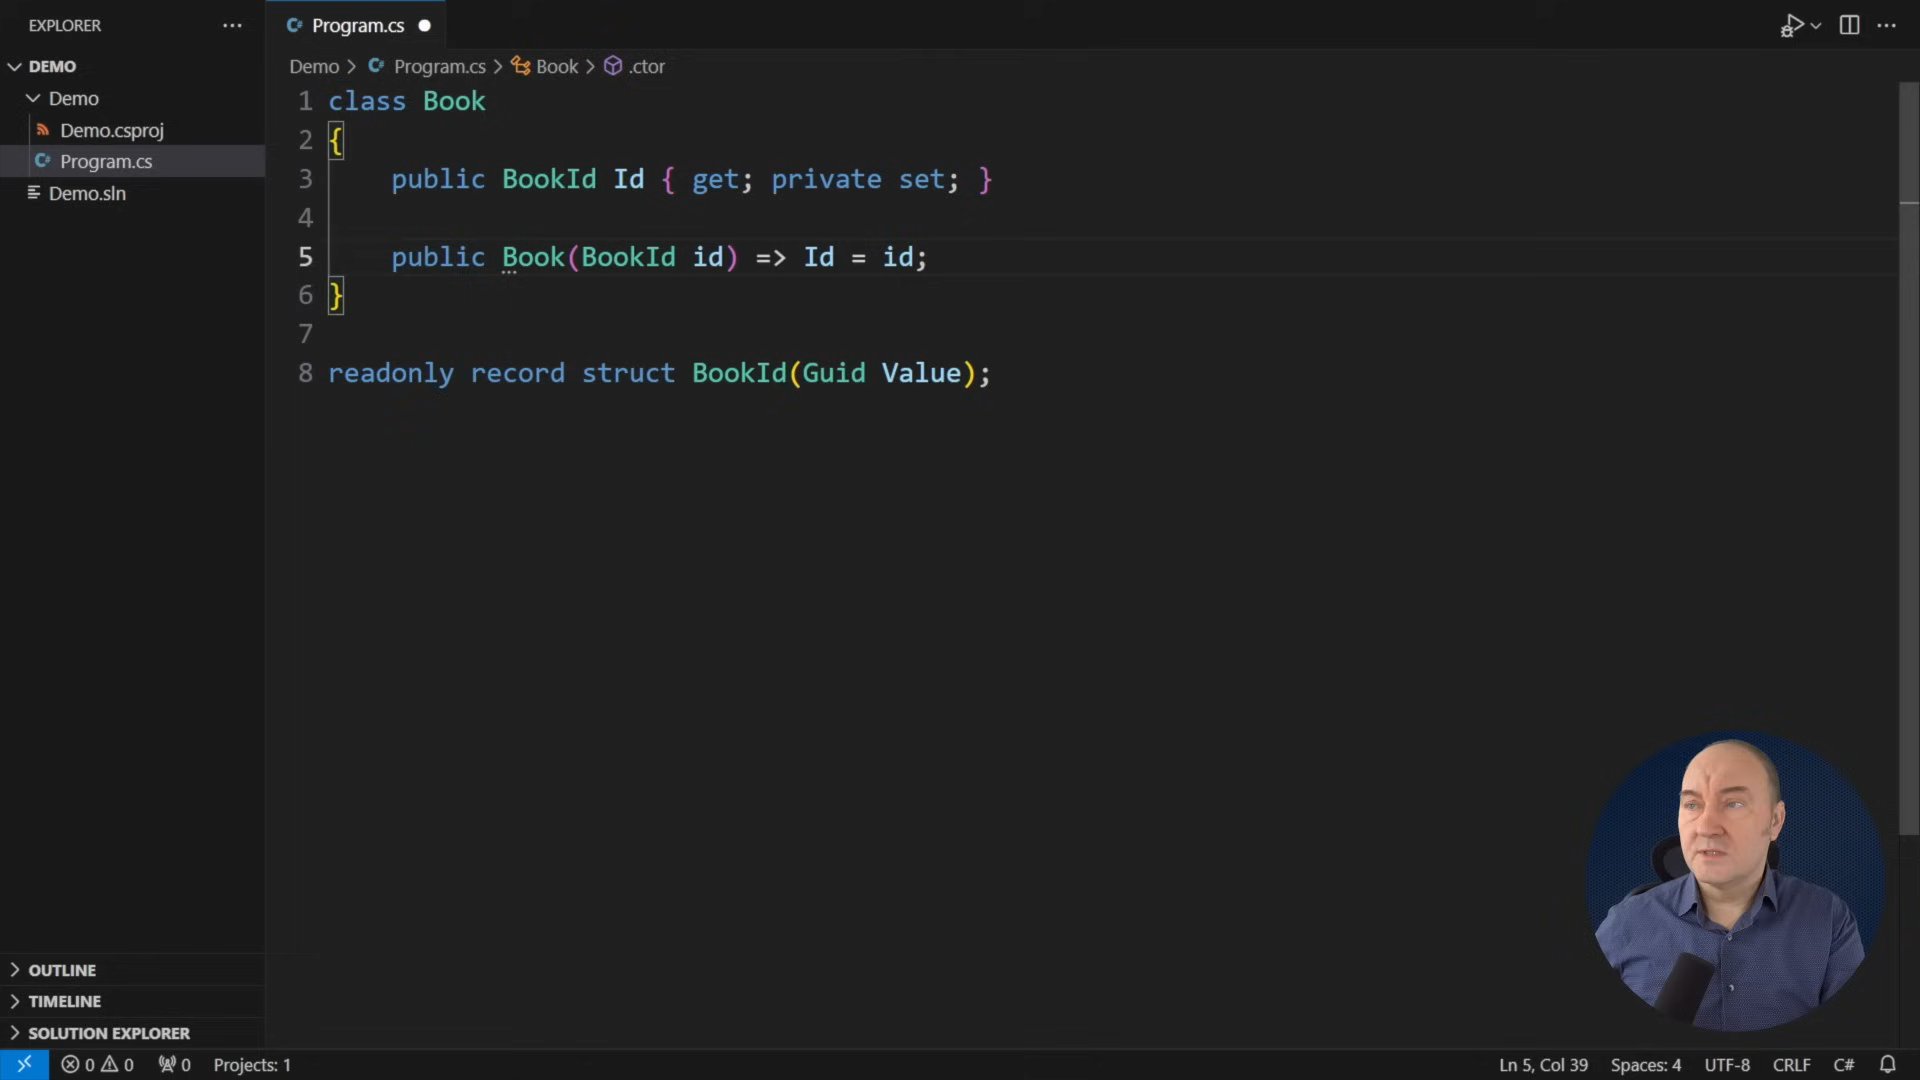 EXPLORER
DEMO
Demo
Demo.csproj
Program.cs
Demo.sln
OUTLINE
TIMELINE
SOLUTION EXPLORER
Program.cs
Demo > Program.cs > Book > .ctor
1 class Book
2 {
3 public BookId Id { get; private set; }
4
5 public Book(BookId id) => Id = id;
6 }
7
8 readonly record struct BookId(Guid Value);
0 0 0 Projects: 1 Ln 5, Col 39 Spaces: 4 UTF-8 CRLF C#